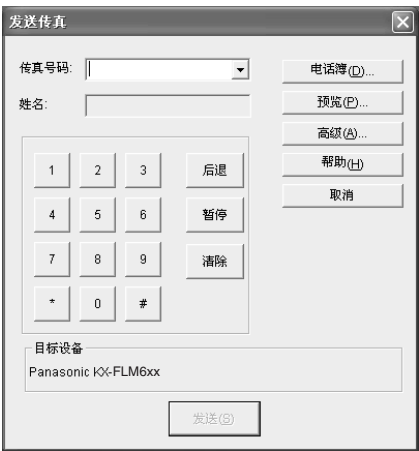 发送传真
传真号码:
电话簿(D)...
姓名:
预览(P)...
高级(A)...
帮助(H)
取消
1 2 3 后退
4 5 6 暂停
7 8 9 清除
* 0 #
目标设备
Panasonic KX-FLM6xx
发送(S)